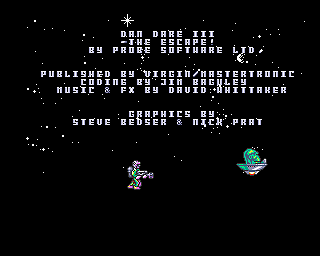 DAN DARE III
-THE ESCAPE!
BY PROBE SOFTWARE LTD.
PUBLISHED BY VIRGIN/MASTERTRONIC
CODING BY JIM BAGULEY
MUSIC & FX BY DAVID WHITTAKER
GRAPHICS BY
STEVE BEDSER & NICK PRAT